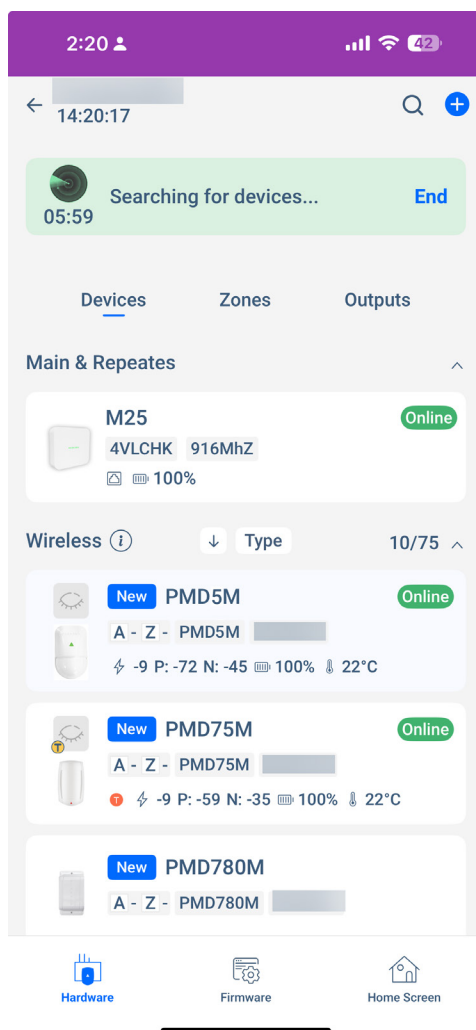 2:20 42
14:20:17
05:59 Searching for devices... End
Devices Zones Outputs
Main & Repeates
M25 Online
4VLCHK 916MhZ
100%
Wireless i ↓ Type 10/75
New PMD5M Online
A - Z - PMD5M
-9 P: -72 N: -45 100% 22°C
New PMD75M Online
T A - Z - PMD75M
T -9 P: -59 N: -35 100% 22°C
New PMD780M
A - Z - PMD780M
Hardware Firmware Home Screen